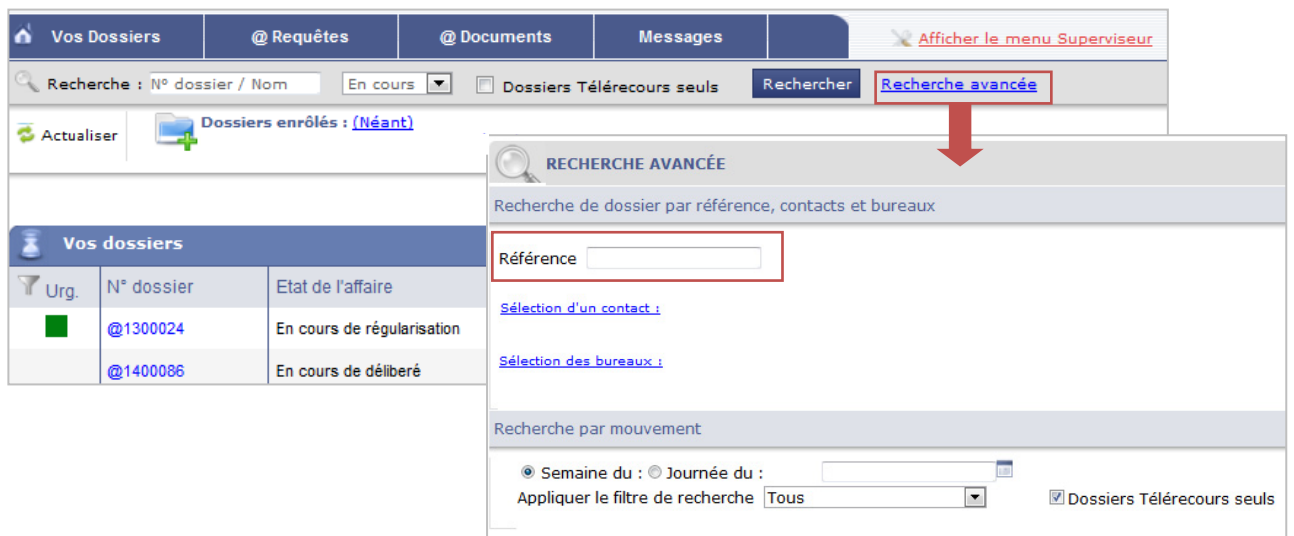 Vos Dossiers @ Requêtes @ Documents Messages Afficher le menu Superviseur
Recherche : N° dossier / Nom En cours Dossiers Télérecours seuls Rechercher Recherche avancée
Actualiser Dossiers enrôlés : (Néant)
RECHERCHE AVANCÉE
Recherche de dossier par référence, contacts et bureaux
Référence
Sélection d'un contact :
Sélection des bureaux :
Recherche par mouvement
Semaine du : Journée du :
Appliquer le filtre de recherche Tous Dossiers Télérecours seuls
Vos dossiers
Urg. N° dossier Etat de l'affaire
@1300024 En cours de régularisation
@1400086 En cours de déliberé